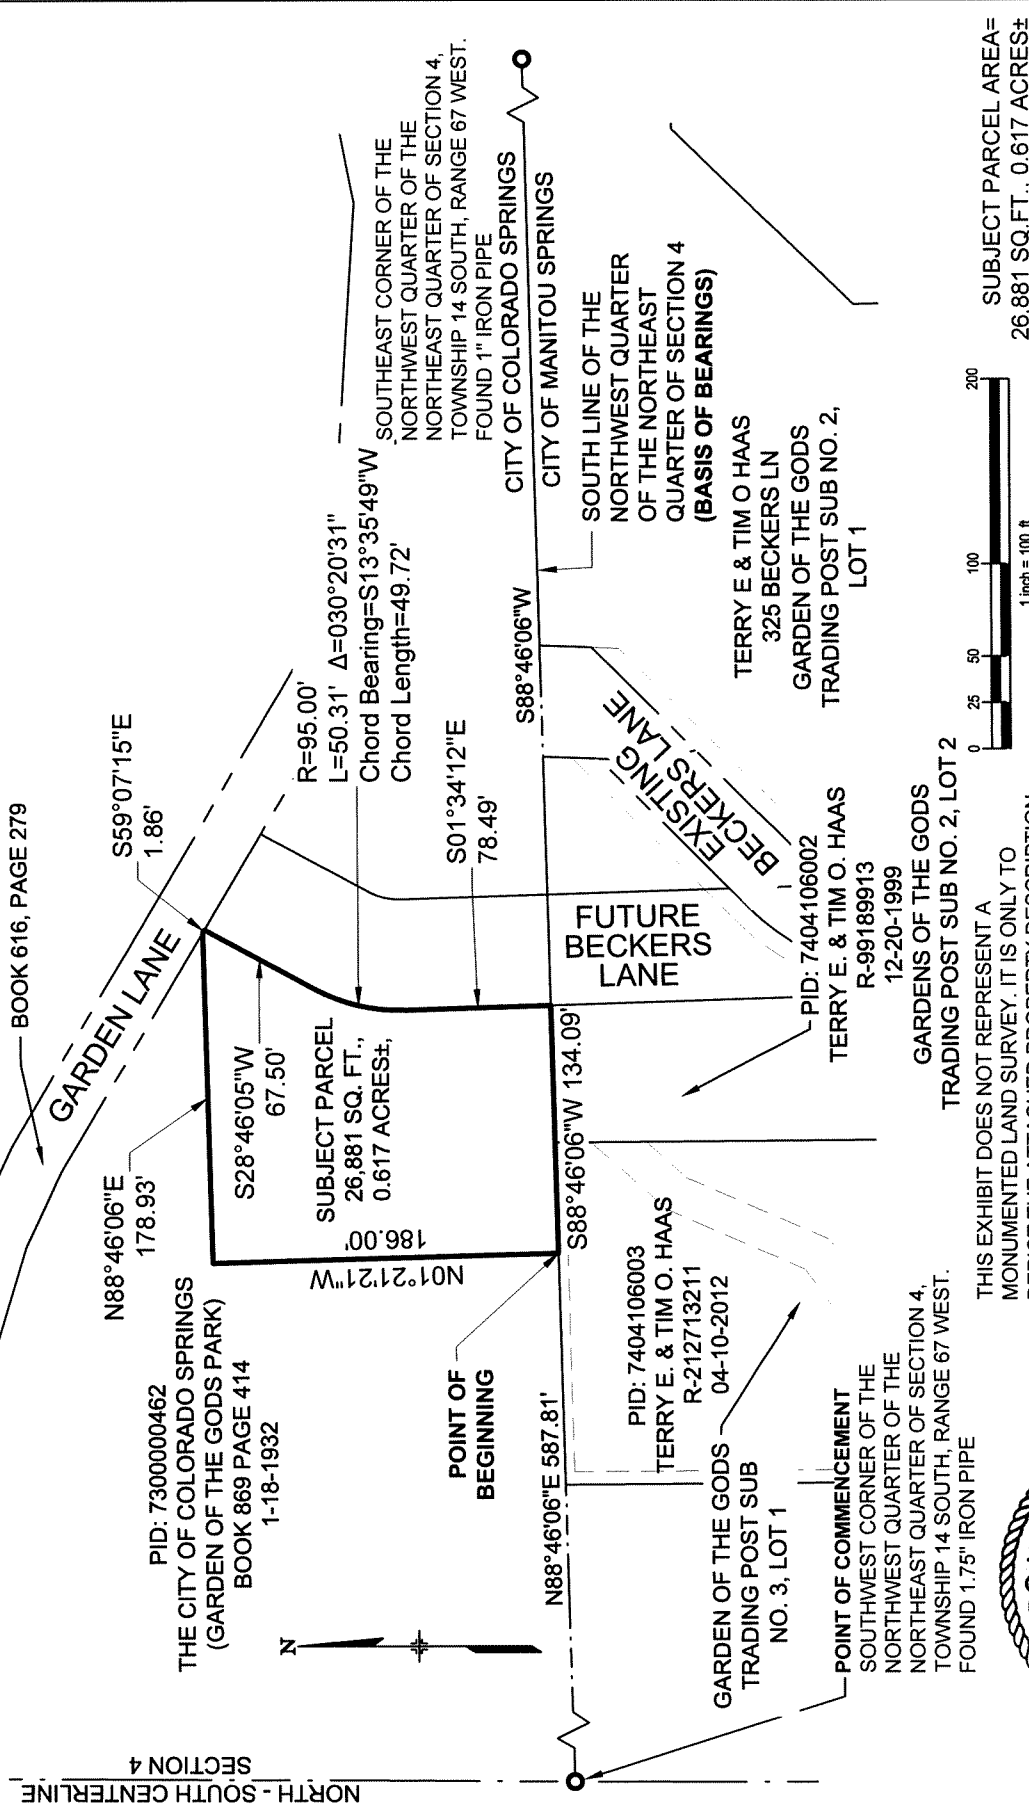 BOOK 616, PAGE 279
GARDEN LANE
N88°46'06"E
178.93'
S59°07'15"E
1.86'
S28°46'05"W
67.50'
R=95.00'
L=50.31' Δ=030°20'31"
Chord Bearing=S13°35'49"W
Chord Length=49.72'
S01°34'12"E
78.49'
SUBJECT PARCEL
26,881 SQ. FT.,
0.617 ACRES±,
N01°21'21"W
186.00'
S88°46'06"W 134.09'
PID: 7300000462
THE CITY OF COLORADO SPRINGS
(GARDEN OF THE GODS PARK)
BOOK 869 PAGE 414
1-18-1932
N
NORTH - SOUTH CENTERLINE
SECTION 4
POINT OF
BEGINNING
N88°46'06"E 587.81'
SOUTHEAST CORNER OF THE
NORTHWEST QUARTER OF THE
NORTHEAST QUARTER OF SECTION 4,
TOWNSHIP 14 SOUTH, RANGE 67 WEST.
FOUND 1" IRON PIPE
CITY OF COLORADO SPRINGS
CITY OF MANITOU SPRINGS
S88°46'06"W
SOUTH LINE OF THE
NORTHWEST QUARTER
OF THE NORTHEAST
QUARTER OF SECTION 4
(BASIS OF BEARINGS)
FUTURE
BECKERS
LANE
EXISTING
BECKERS LANE
TERRY E & TIM O HAAS
325 BECKERS LN
GARDEN OF THE GODS
TRADING POST SUB NO. 2,
LOT 1
PID: 7404106002
TERRY E. & TIM O. HAAS
R-99189913
12-20-1999
GARDENS OF THE GODS
TRADING POST SUB NO. 2, LOT 2
PID: 7404106003
TERRY E. & TIM O. HAAS
R-212713211
04-10-2012
GARDEN OF THE GODS
TRADING POST SUB
NO. 3, LOT 1
POINT OF COMMENCEMENT
SOUTHWEST CORNER OF THE
NORTHWEST QUARTER OF THE
NORTHEAST QUARTER OF SECTION 4,
TOWNSHIP 14 SOUTH, RANGE 67 WEST.
FOUND 1.75" IRON PIPE
THIS EXHIBIT DOES NOT REPRESENT A
MONUMENTED LAND SURVEY. IT IS ONLY TO
0 25 50 100 200
1 inch = 100 ft
SUBJECT PARCEL AREA=
26,881 SQ.FT., 0.617 ACRES±